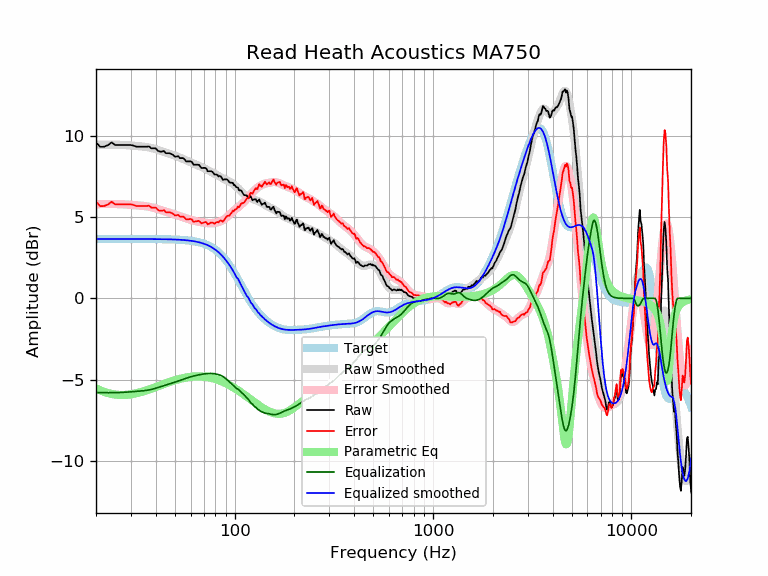 Read Heath Acoustics MA750
Amplitude (dBr)
10
5
0
−5
−10
Target
Raw Smoothed
Error Smoothed
Raw
Error
Parametric Eq
Equalization
Equalized smoothed
100
1000
10000
Frequency (Hz)